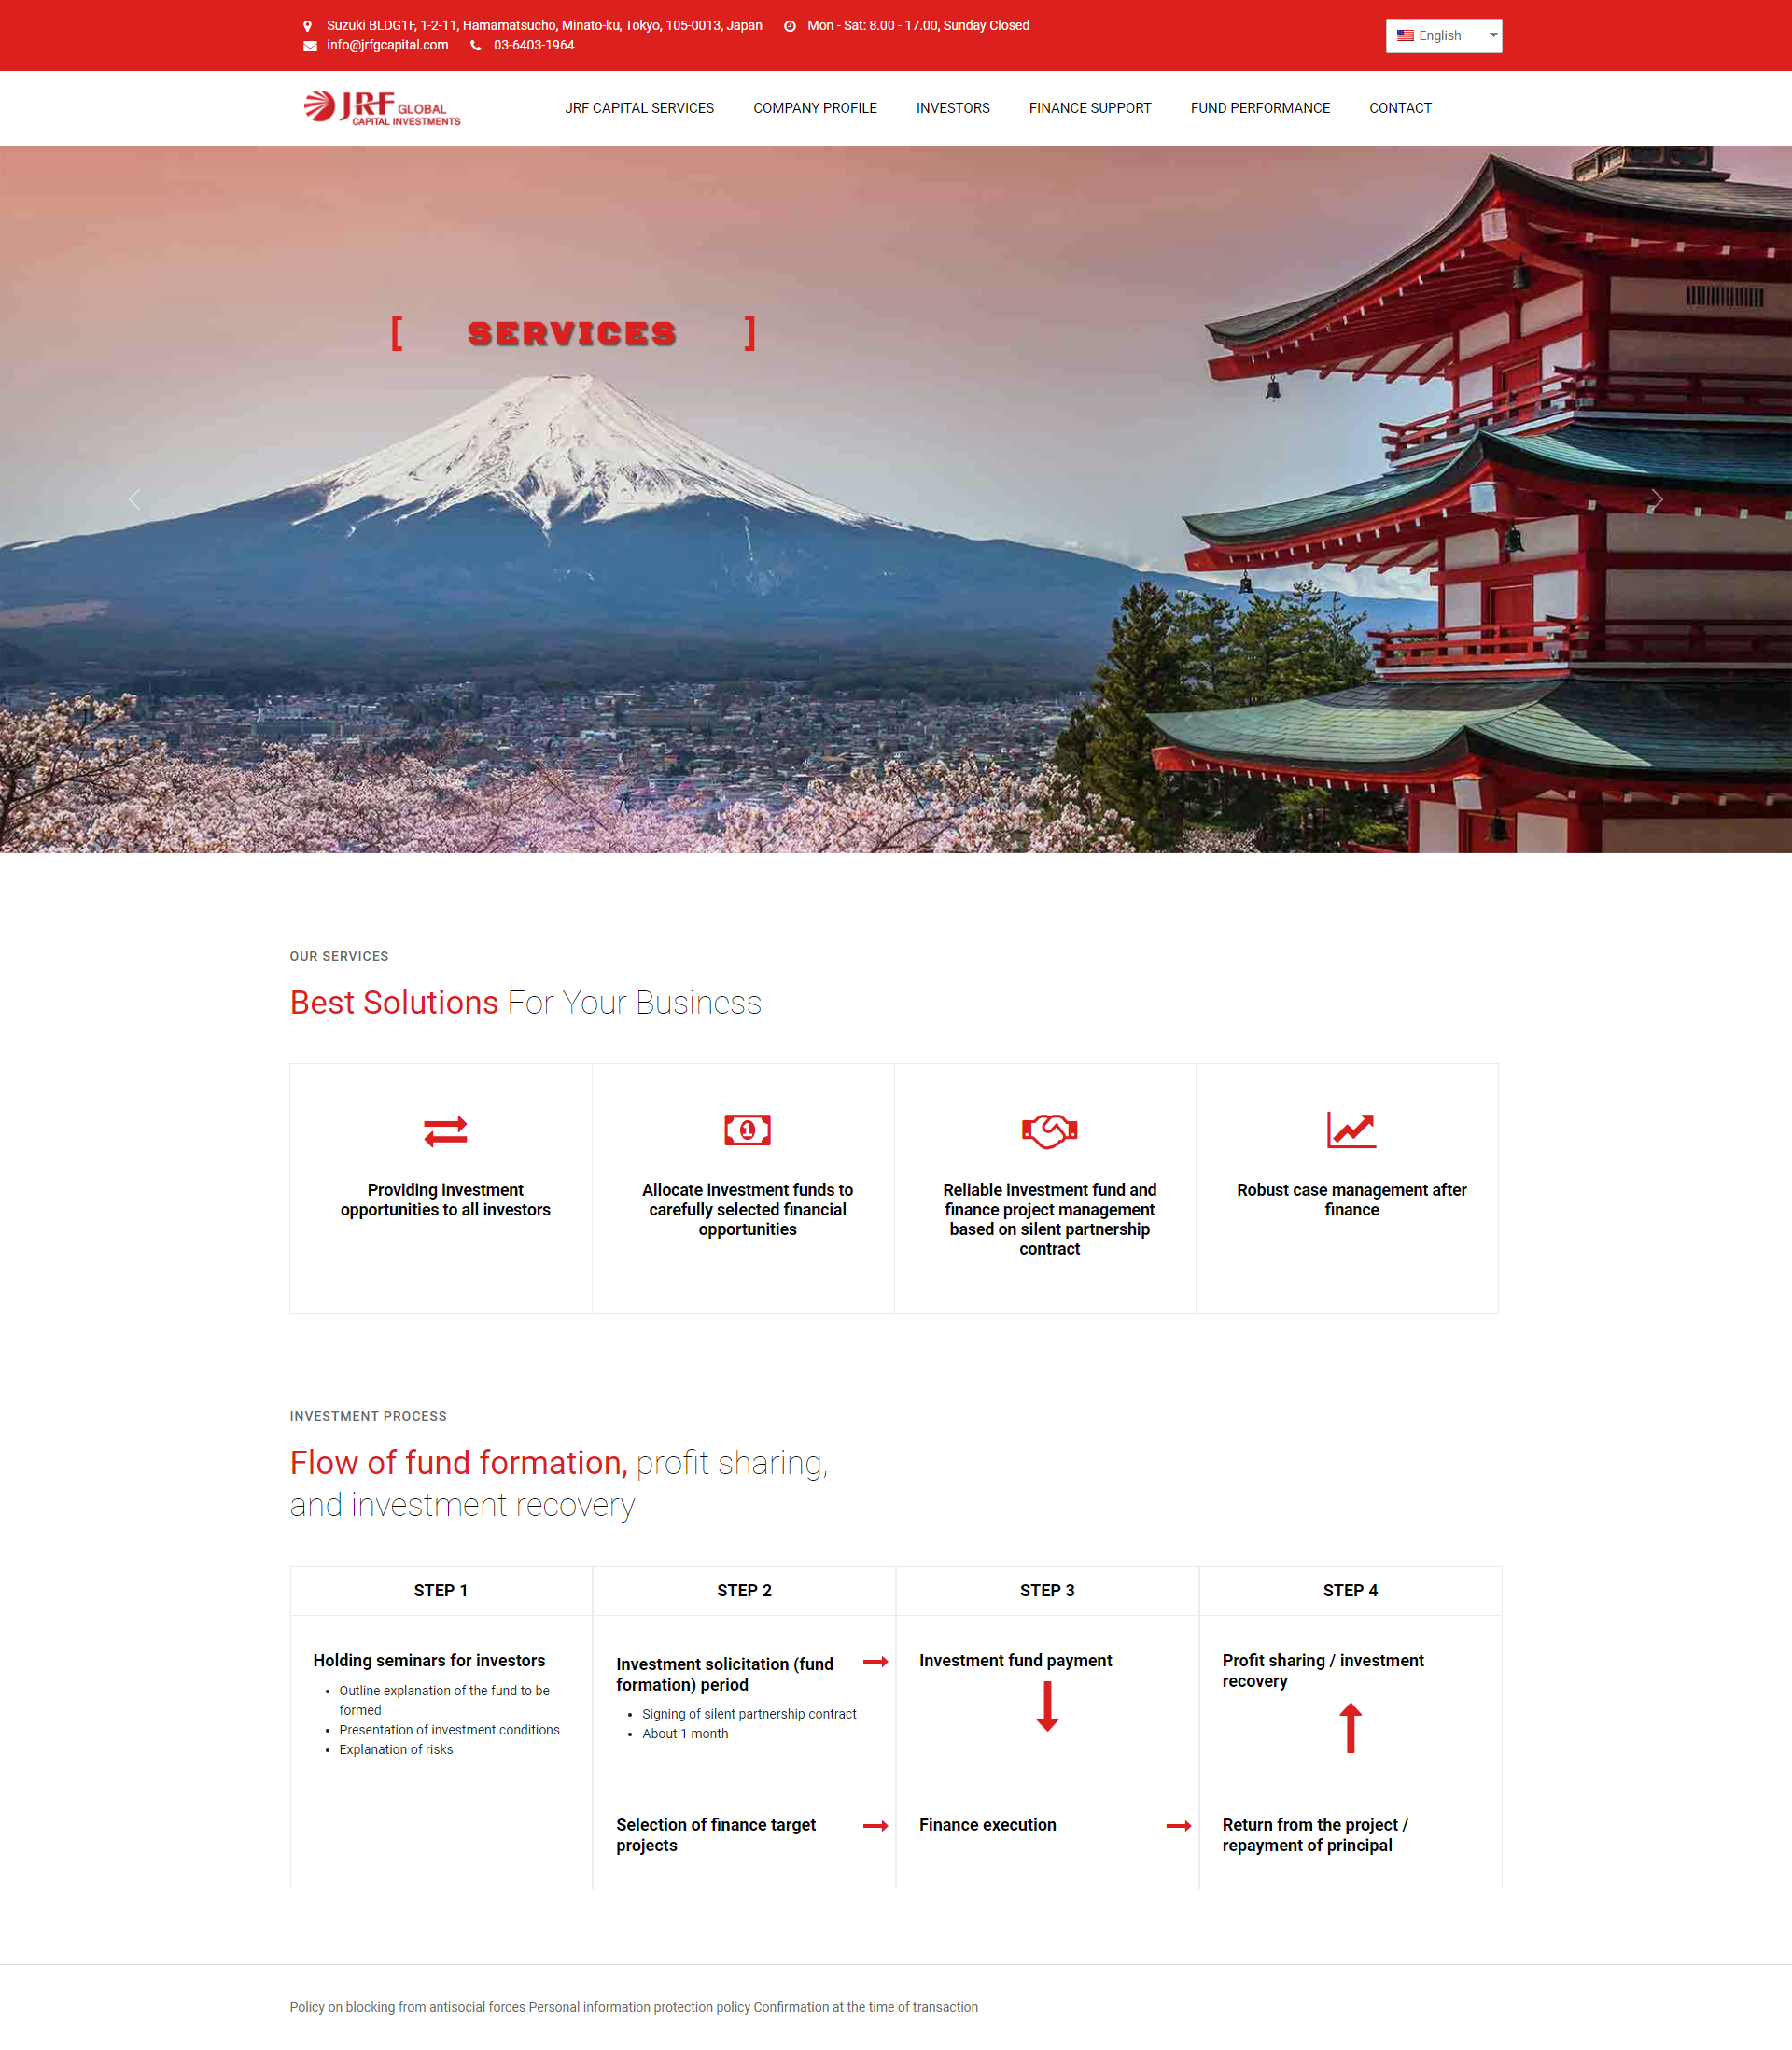 Suzuki BLDG1F, 1-2-11, Hamamatsucho, Minato-ku, Tokyo, 105-0013, Japan Mon - Sat: 8.00 - 17.00, Sunday Closed
info@jrfgcapital.com 03-6403-1964
English
JRF GLOBAL
CAPITAL INVESTMENTS
JRF CAPITAL SERVICES COMPANY PROFILE INVESTORS FINANCE SUPPORT FUND PERFORMANCE CONTACT
[ SERVICES ]
OUR SERVICES
Best Solutions For Your Business
1
Providing investment
opportunities to all investors
Allocate investment funds to
carefully selected financial
opportunities
Reliable investment fund and
finance project management
based on silent partnership
contract
Robust case management after
finance
INVESTMENT PROCESS
Flow of fund formation, profit sharing,
and investment recovery
STEP 1
Holding seminars for investors
• Outline explanation of the fund to be
formed
• Presentation of investment conditions
• Explanation of risks
STEP 2
Investment solicitation (fund
formation) period
• Signing of silent partnership contract
• About 1 month
Selection of finance target
projects
STEP 3
Investment fund payment
Finance execution
STEP 4
Profit sharing / investment
recovery
Return from the project /
repayment of principal
Policy on blocking from antisocial forces Personal information protection policy Confirmation at the time of transaction